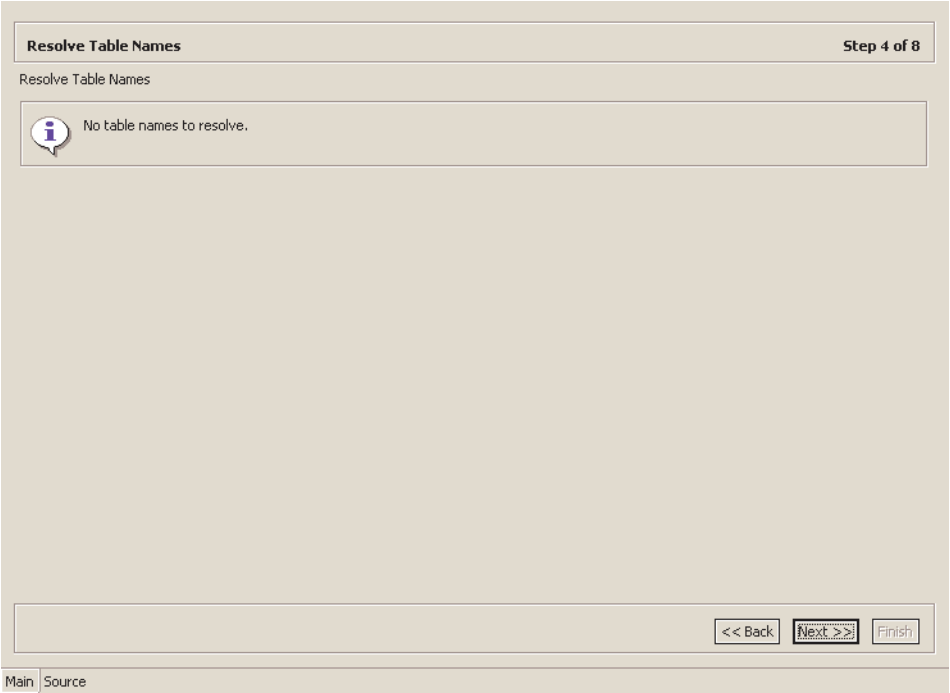 Resolve Table Names Step 4 of 8
Resolve Table Names
No table names to resolve.
<< Back Next >> Finish
Main Source